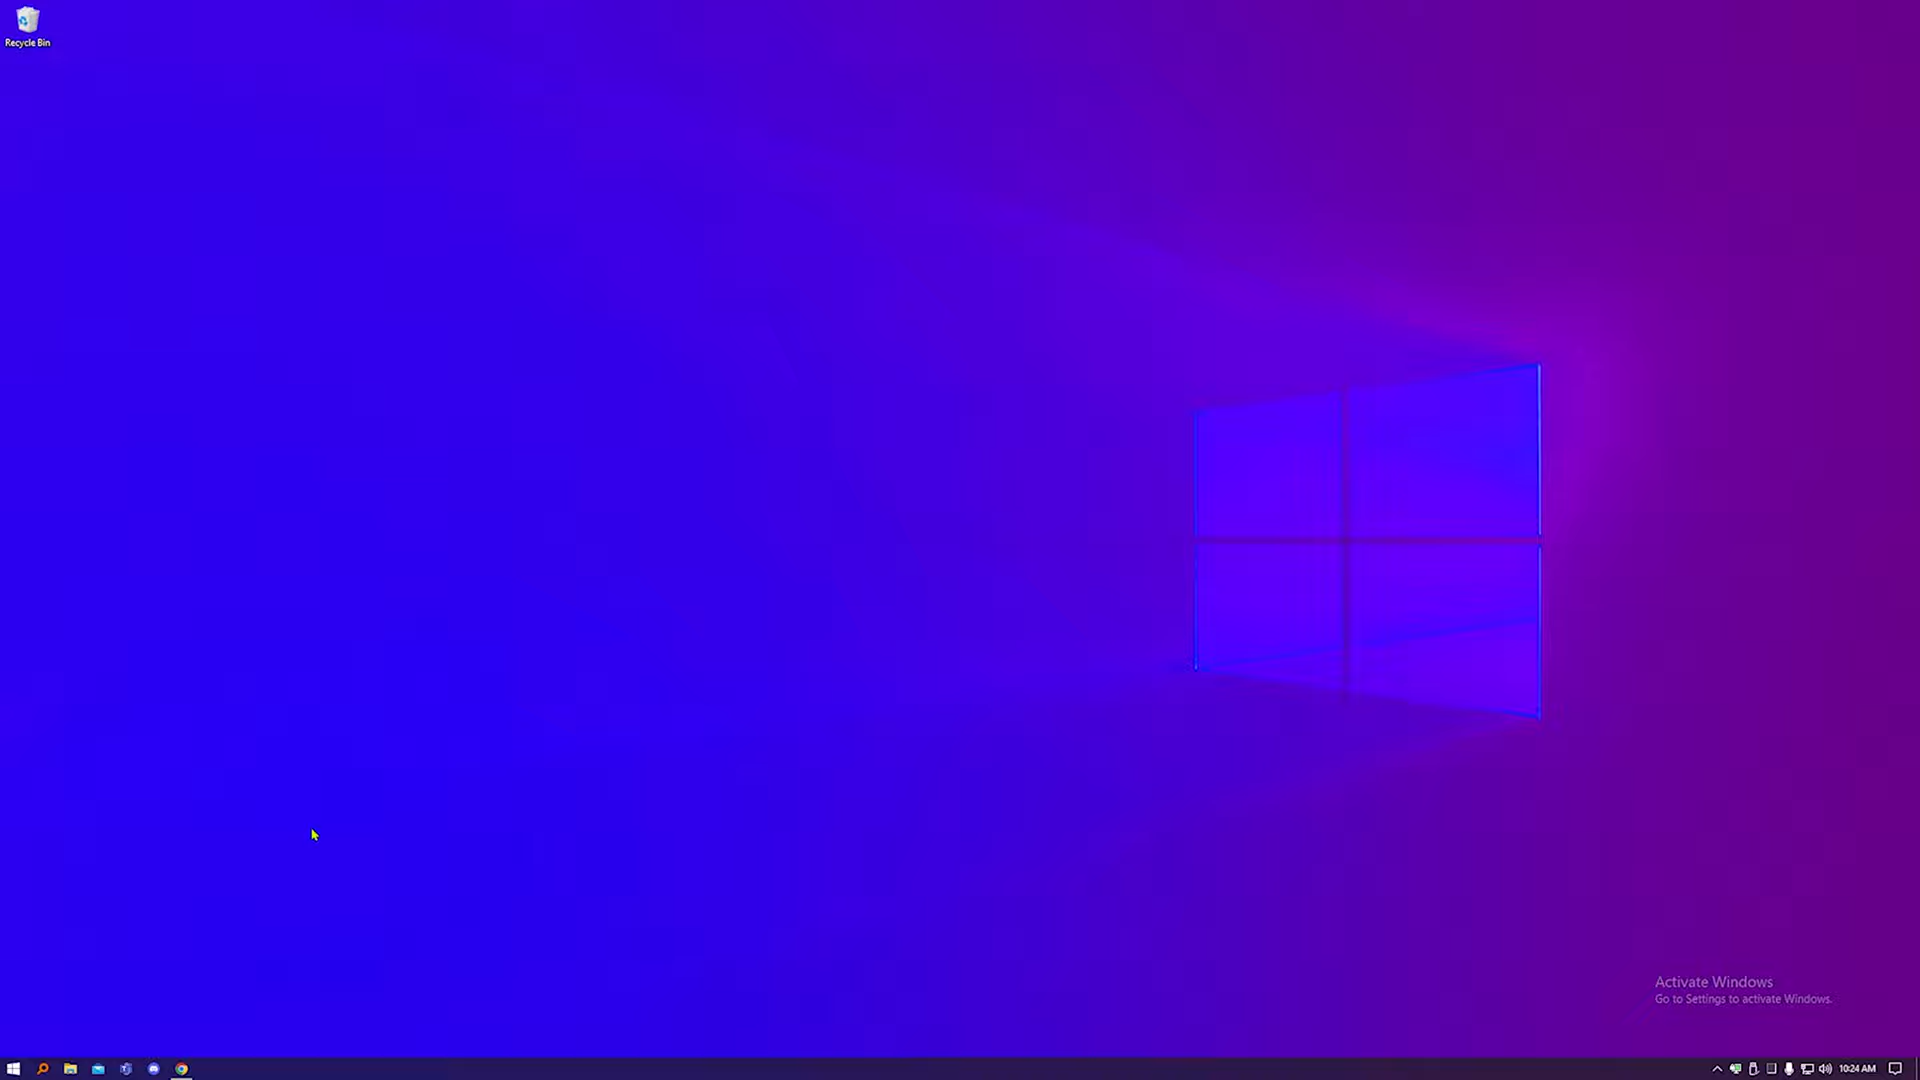 Recycle Bin
Activate Windows
Go to Settings to activate Windows.
10:24 AM